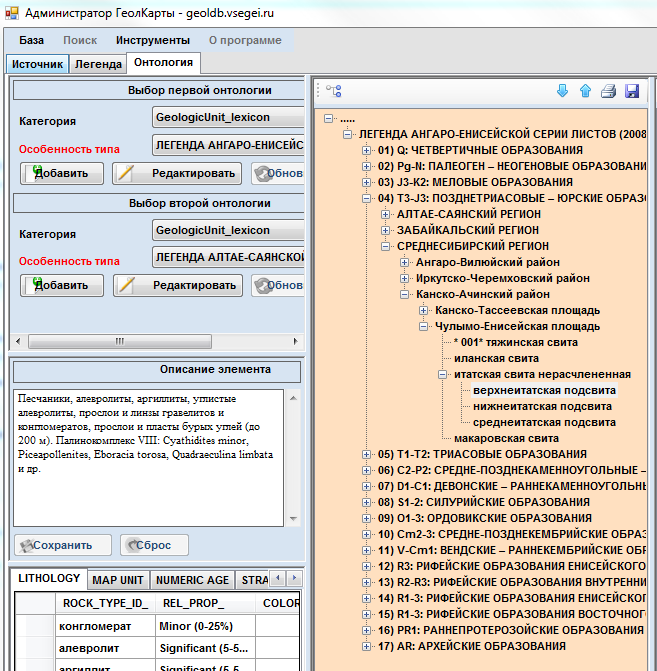 Администратор ГеолКарты - geoldb.vsegei.ru
База Поиск Инструменты О программе
Источник Легенда Онтология
Выбор первой онтологии
Категория GeologicUnit_lexicon
Особенность типа ЛЕГЕНДА АНГАРО-ЕНИСЕЙС
Добавить Редактировать Обнов
Выбор второй онтологии
Категория GeologicUnit_lexicon
Особенность типа ЛЕГЕНДА АЛТАЕ-САЯНСКОЙ
Добавить Редактировать Обнов
Описание элемента
Песчаники, алевролиты, аргиллиты, углистые
алевролиты, прослои и линзы гравелитов и
конгломератов, прослои и пласты бурых углей (до
200 м). Палинокомплекс VIII: Cyathidites minor,
Piceapollenites, Eboracia torosa, Quadraeculina limbata
и др.
Сохранить Сброс
LITHOLOGY MAP UNIT NUMERIC AGE STRA
ROCK_TYPE_ID_ REL_PROP_ COLOR
конгломерат Minor (0-25%)
алевролит Significant (5-5...
аргиллит Significant (5-5...
.....
ЛЕГЕНДА АНГАРО-ЕНИСЕЙСКОЙ СЕРИИ ЛИСТОВ (2008
01) Q: ЧЕТВЕРТИЧНЫЕ ОБРАЗОВАНИЯ
02) Pg-N: ПАЛЕОГЕН – НЕОГЕНОВЫЕ ОБРАЗОВАНИ
03) J3-K2: МЕЛОВЫЕ ОБРАЗОВАНИЯ
04) T3-J3: ПОЗДНЕТРИАСОВЫЕ – ЮРСКИЕ ОБРАЗО
АЛТАЕ-САЯНСКИЙ РЕГИОН
ЗАБАЙКАЛЬСКИЙ РЕГИОН
СРЕДНЕСИБИРСКИЙ РЕГИОН
Ангаро-Вилюйский район
Иркутско-Черемховский район
Канско-Ачинский район
Канско-Тассеевская площадь
Чулымо-Енисейская площадь
* 001* тяжинская свита
иланская свита
итатская свита нерасчлененная
верхнеитатская подсвита
нижнеитатская подсвита
среднеитатская подсвита
макаровская свита
05) T1-T2: ТРИАСОВЫЕ ОБРАЗОВАНИЯ
06) C2-P2: СРЕДНЕ-ПОЗДНЕКАМЕННОУГОЛЬНЫЕ –
07) D1-C1: ДЕВОНСКИЕ – РАННЕКАМЕННОУГОЛЬН
08) S1-2: СИЛУРИЙСКИЕ ОБРАЗОВАНИЯ
09) O1-3: ОРДОВИКСКИЕ ОБРАЗОВАНИЯ
10) Cm2-3: СРЕДНЕ-ПОЗДНЕКЕМБРИЙСКИЕ ОБРАЗ
11) V-Cm1: ВЕНДСКИЕ – РАННЕКЕМБРИЙСКИЕ ОБР
12) R3: РИФЕЙСКИЕ ОБРАЗОВАНИЯ ЕНИСЕЙСКОГО
13) R2-R3: РИФЕЙСКИЕ ОБРАЗОВАНИЯ ВНУТРЕНН
14) R1-3: РИФЕЙСКИЕ ОБРАЗОВАНИЯ ЕНИСЕЙСКОГ
15) R1-3: РИФЕЙСКИЕ ОБРАЗОВАНИЯ ВОСТОЧНОГ
16) PR1: РАННЕПРОТЕРОЗОЙСКИЕ ОБРАЗОВАНИЯ
17) AR: АРХЕЙСКИЕ ОБРАЗОВАНИЯ